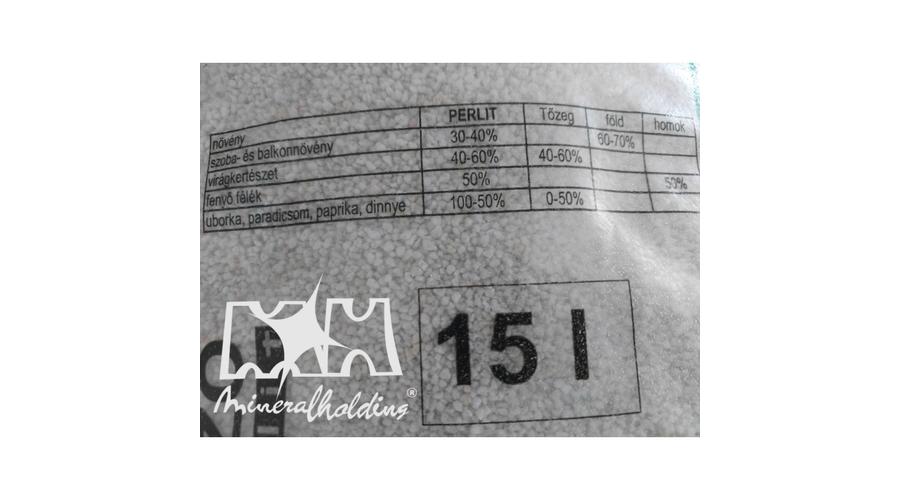 növény PERLIT Tőzeg föld homok
szoba- és balkonnövény 30-40% 60-70%
virágkertészet 40-60% 40-60%
fenyő félék 50% 50%
uborka, paradicsom, paprika, dinnye 100-50% 0-50%
15 l
mineralholding®